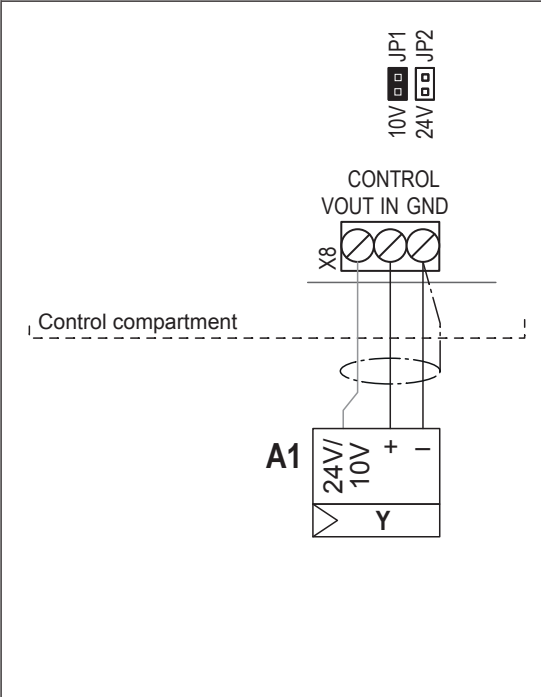 10V JP1
24V JP2
CONTROL
VOUT IN GND
X8
Control compartment
A1
24V/
10V
+
–
Y